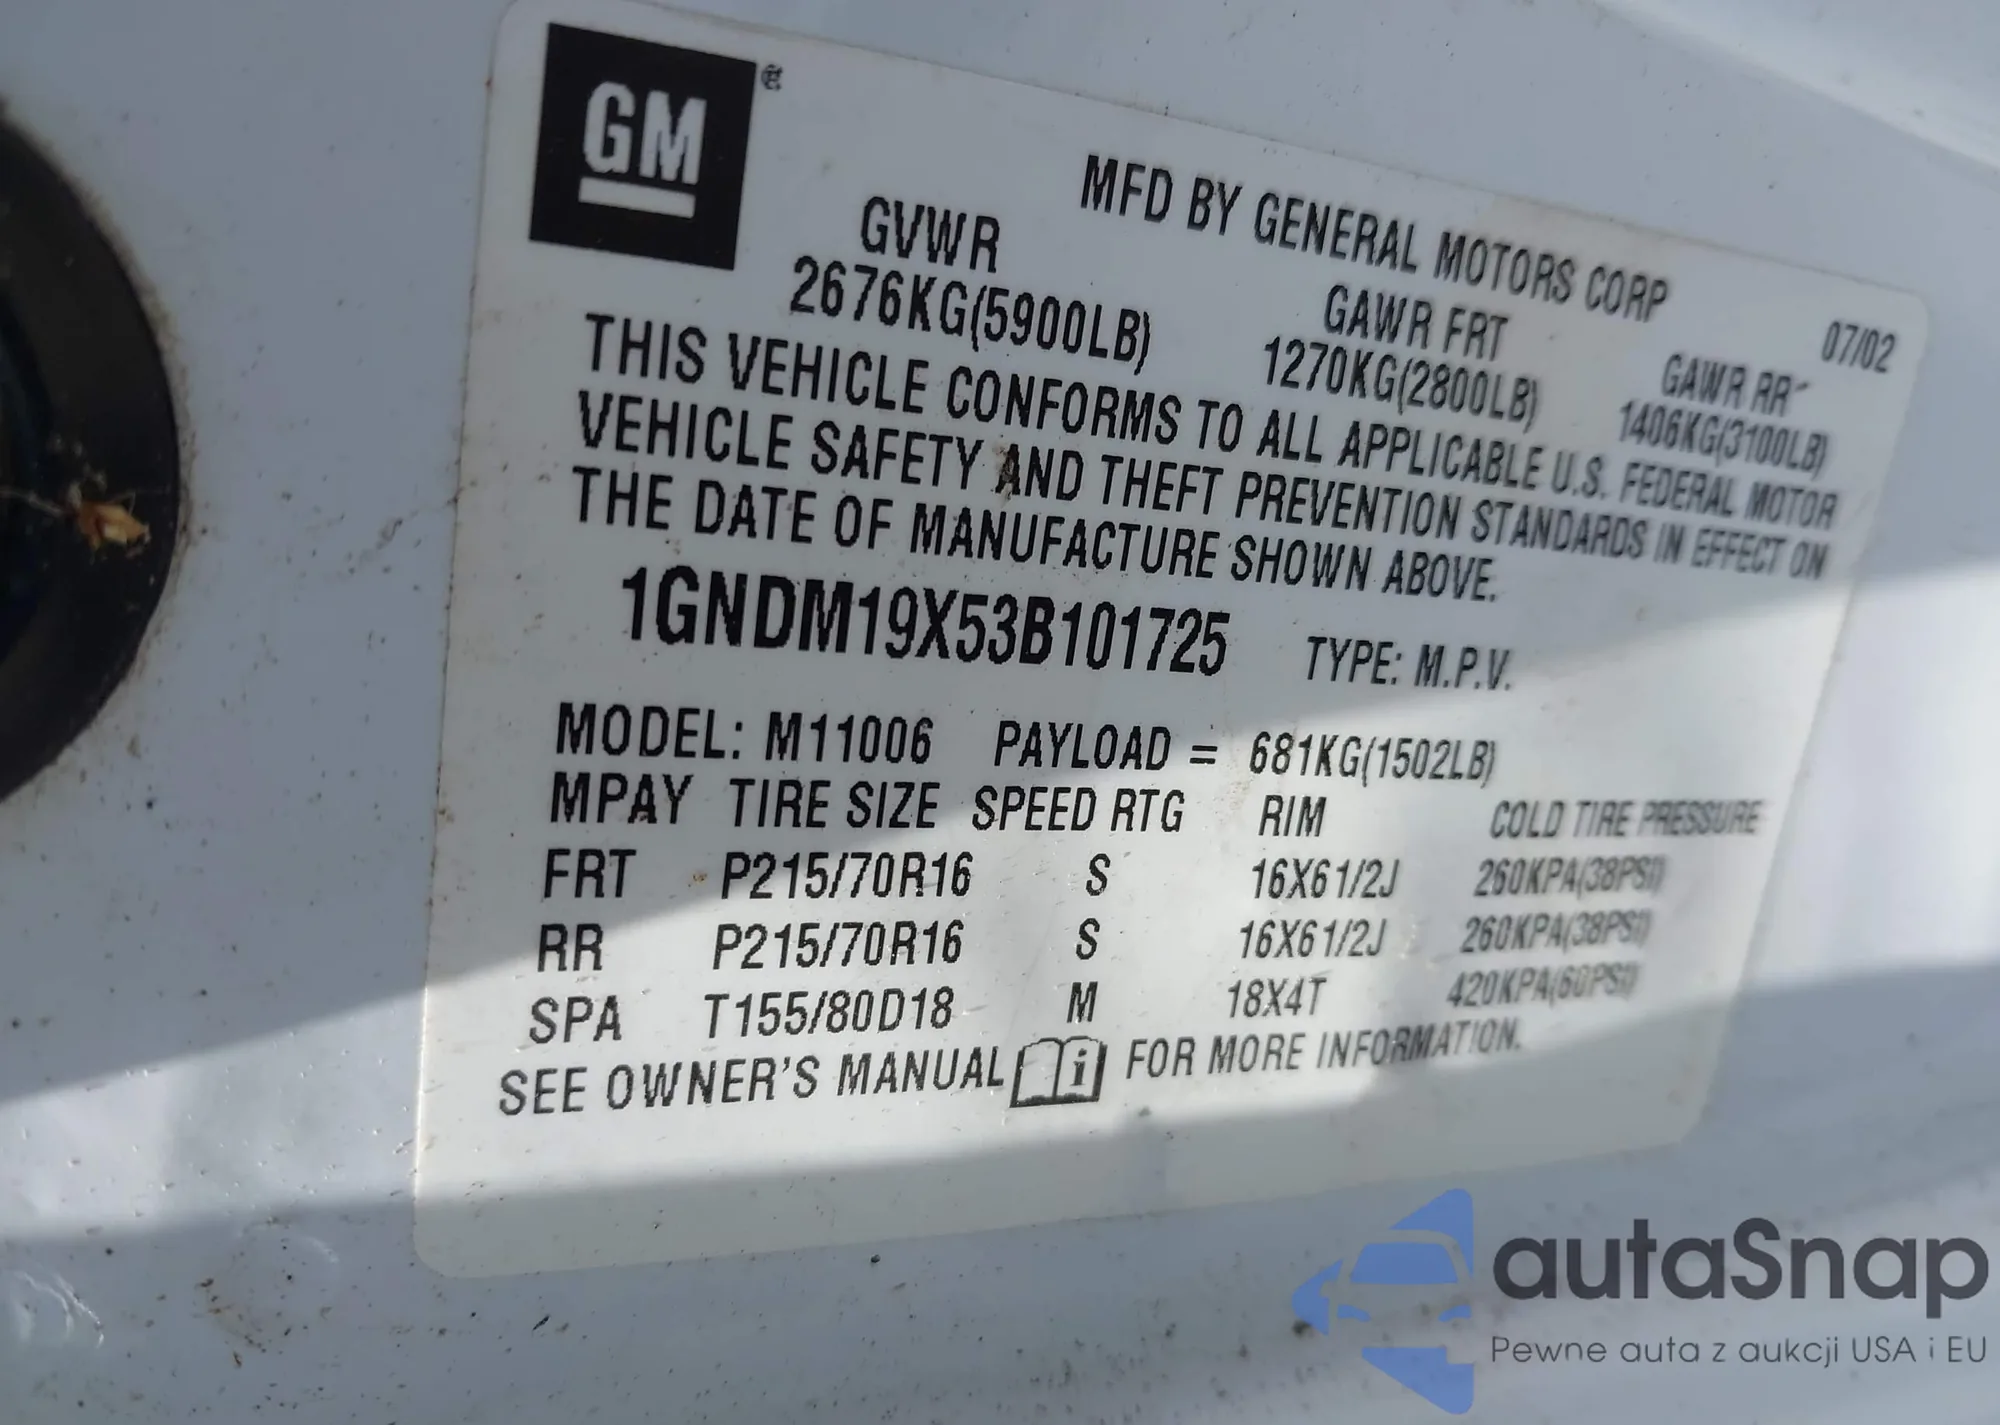 GM®
MFD BY GENERAL MOTORS CORP
07/02
GVWR GAWR FRT GAWR RR
2676KG(5900LB) 1270KG(2800LB) 1406KG(3100LB)
THIS VEHICLE CONFORMS TO ALL APPLICABLE U.S. FEDERAL MOTOR
VEHICLE SAFETY AND THEFT PREVENTION STANDARDS IN EFFECT ON
THE DATE OF MANUFACTURE SHOWN ABOVE.
1GNDM19X53B101725 TYPE: M.P.V.
MODEL: M11006 PAYLOAD = 681KG(1502LB)
MPAY TIRE SIZE SPEED RTG RIM COLD TIRE PRESSURE
FRT P215/70R16 S 16X61/2J 260KPA(38PSI)
RR P215/70R16 S 16X61/2J 260KPA(38PSI)
SPA T155/80D18 M 18X4T 420KPA(60PSI)
SEE OWNER'S MANUAL i FOR MORE INFORMATION.
autaSnap
Pewne auta z aukcji USA i EU